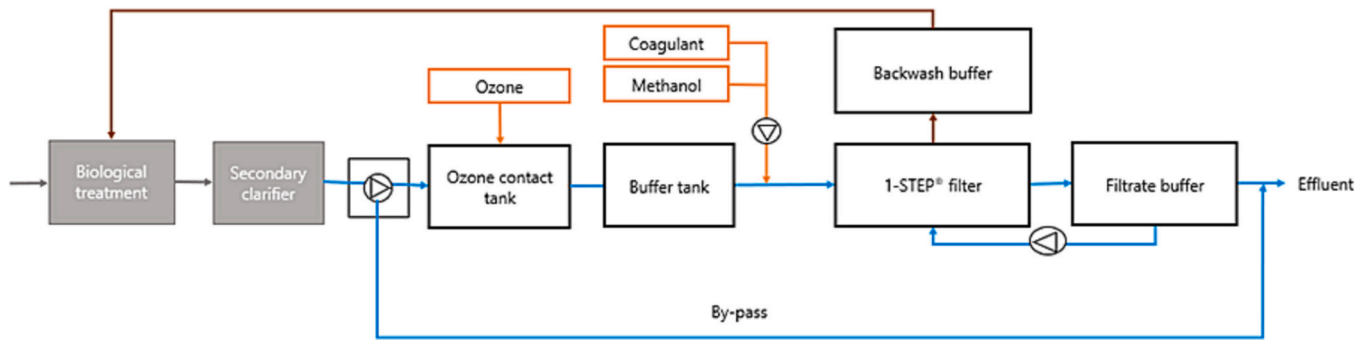 Coagulant
Methanol
Backwash buffer
Ozone
Biological
treatment
Secondary
clarifier
Ozone contact
tank
Buffer tank
1-STEP® filter
Filtrate buffer
Effluent
By-pass